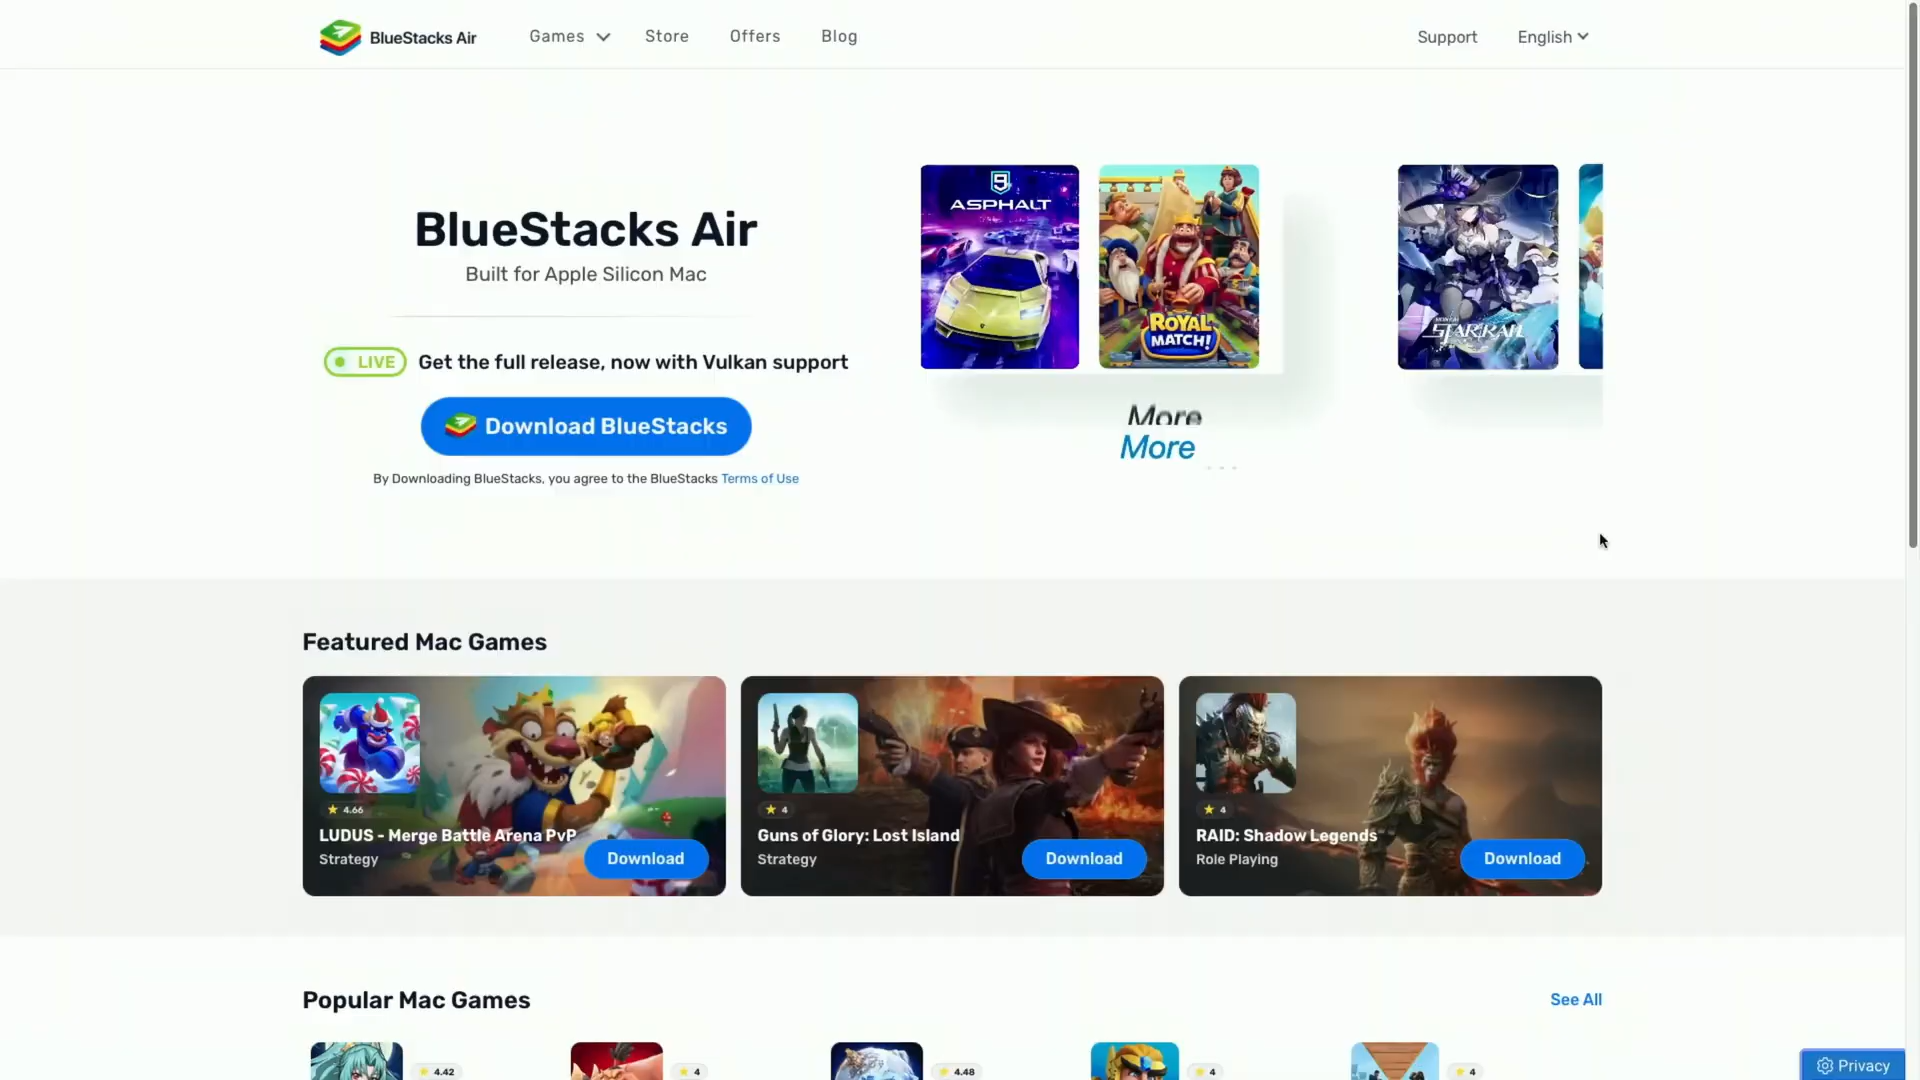 BlueStacks Air
Games
Store
Offers
Blog
Support
English
BlueStacks Air
Built for Apple Silicon Mac
LIVE
Get the full release, now with Vulkan support
Download BlueStacks
By Downloading BlueStacks, you agree to the BlueStacks Terms of Use
9
ASPHALT
ROYAL
MATCH!
STAR RAIL
More
More
Featured Mac Games
4.66
LUDUS - Merge Battle Arena PvP
Strategy
Download
4
Guns of Glory: Lost Island
Strategy
Download
4
RAID: Shadow Legends
Role Playing
Download
Popular Mac Games
See All
4.42
4
4.48
4
4
Privacy